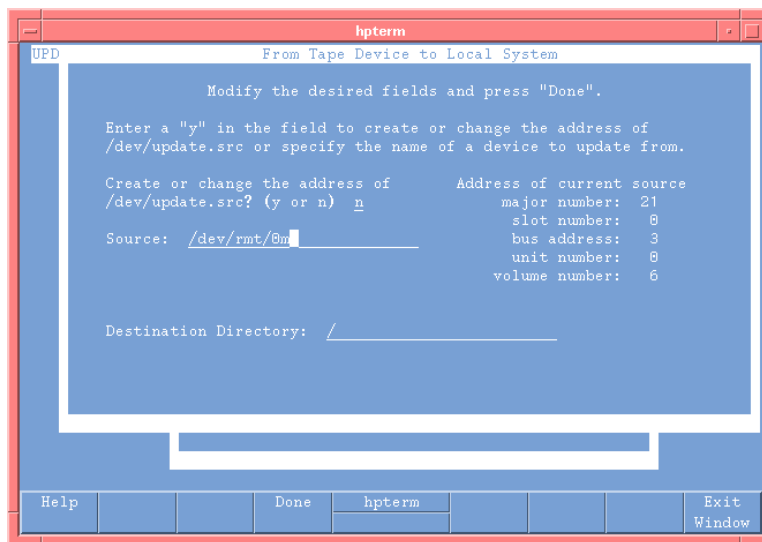 hpterm
UPD From Tape Device to Local System
Modify the desired fields and press "Done".
Enter a "y" in the field to create or change the address of
/dev/update.src or specify the name of a device to update from.
Create or change the address of
/dev/update.src? (y or n) n
Source: /dev/rmt/0m
Address of current source
major number: 21
slot number: 0
bus address: 3
unit number: 0
volume number: 6
Destination Directory: /
Help Done hpterm Exit
Window